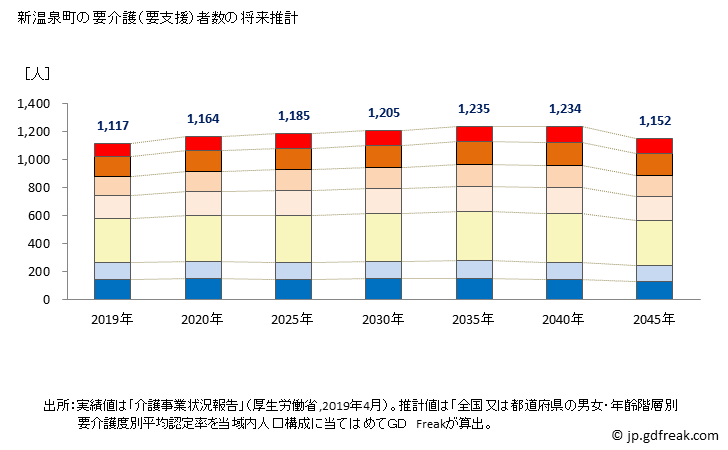 新温泉町の要介護(要支援)者数の将来推計
[人]
1,400
1,200
1,000
800
600
400
200
0
1,117
1,164
1,185
1,205
1,235
1,234
1,152
2019年
2020年
2025年
2030年
2035年
2040年
2045年
出所:実績値は「介護事業状況報告」(厚生労働省,2019年4月)。推計値は「全国又は都道府県の男女・年齢階層別
要介護度別平均認定率を当域内人口構成に当てはめてGD Freakが算出。
© jp.gdfreak.com